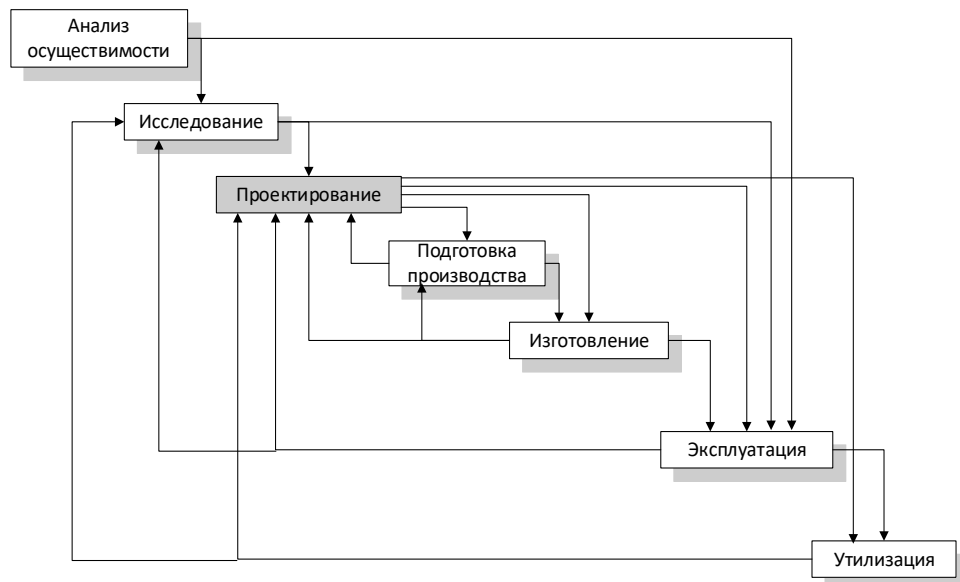 Анализ
осуществимости
Исследование
Проектирование
Подготовка
производства
Изготовление
Эксплуатация
Утилизация